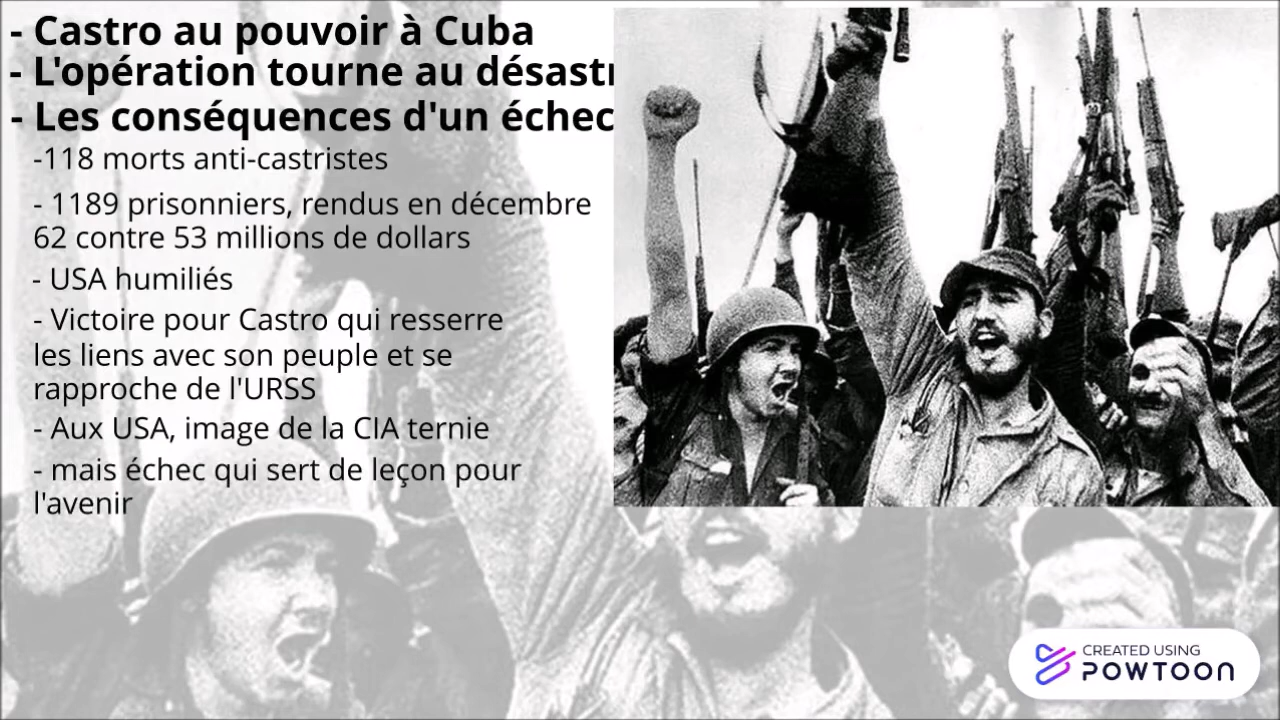 - Castro au pouvoir à Cuba
- L'opération tourne au désast
- Les conséquences d'un échec
-118 morts anti-castristes
- 1189 prisonniers, rendus en décembre
62 contre 53 millions de dollars
- USA humiliés
- Victoire pour Castro qui resserre
les liens avec son peuple et se
rapproche de l'URSS
- Aux USA, image de la CIA ternie
- mais échec qui sert de leçon pour
l'avenir
CREATED USING
POWTOON